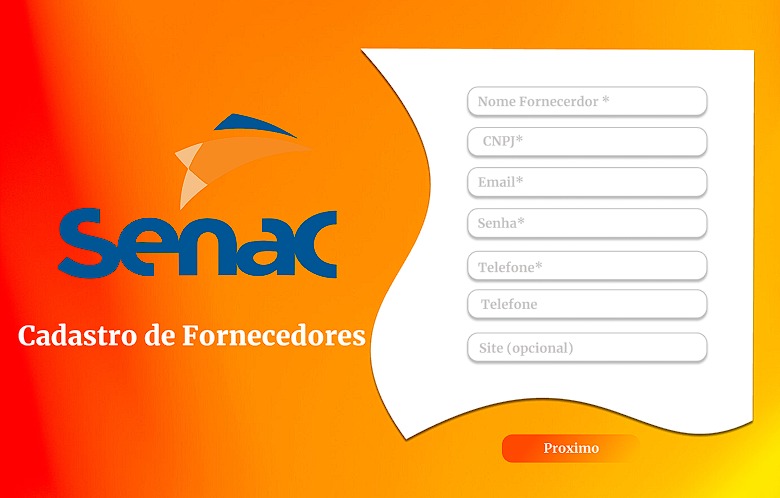 Senac
Cadastro de Fornecedores
Nome Fornecerdor *
CNPJ*
Email*
Senha*
Telefone*
Telefone
Site (opcional)
Proximo